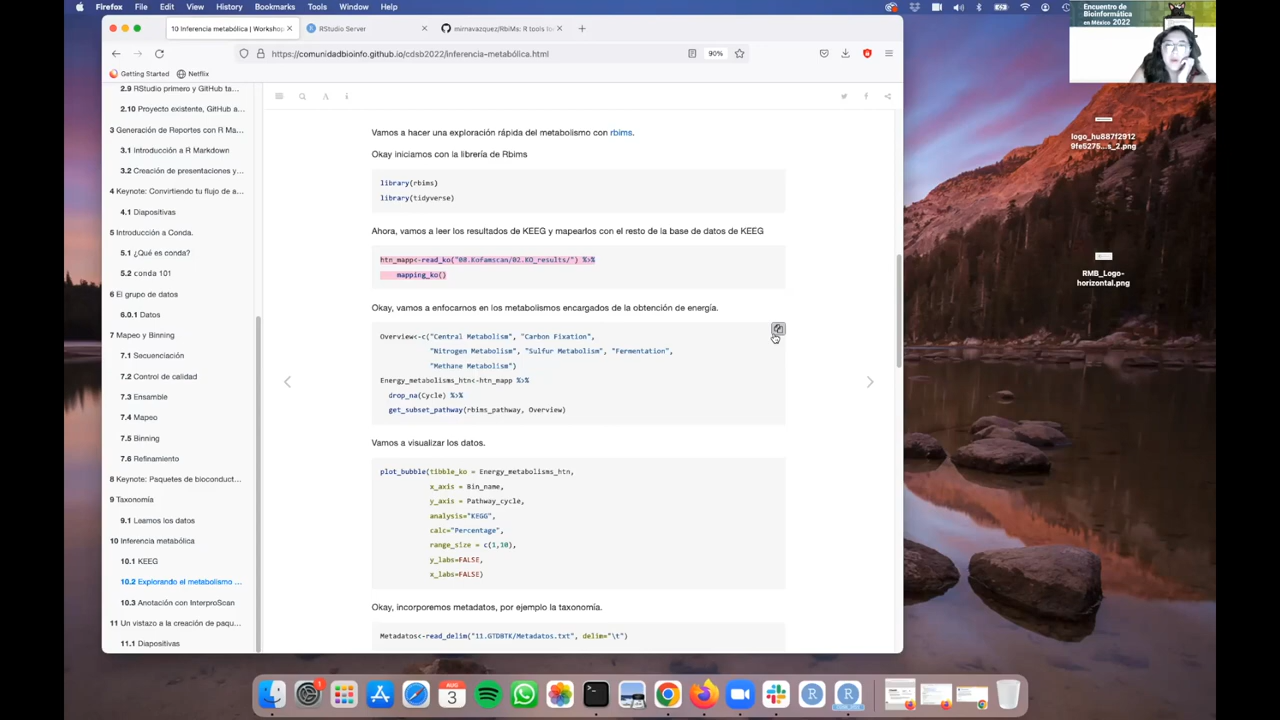 Firefox File Edit View History Bookmarks Tools Window Help
10 Inferencia metabólica | Worksho
RStudio Server
mirnavazquez/RbiMs: R tools fo
https://comunidadbioinfo.github.io/cdsb2022/inferencia-metabólica.html
90%
Getting Started
Netflix
2.9 RStudio primero y GitHub ta...
2.10 Proyecto existente, GitHub a...
3 Generación de Reportes con R Ma...
3.1 Introducción a R Markdown
3.2 Creación de presentaciones y...
4 Keynote: Convirtiendo tu flujo de a...
4.1 Diapositivas
5 Introducción a Conda.
5.1 ¿Qué es conda?
5.2 conda 101
6 El grupo de datos
6.0.1 Datos
7 Mapeo y Binning
7.1 Secuenciación
7.2 Control de calidad
7.3 Ensamble
7.4 Mapeo
7.5 Binning
7.6 Refinamiento
8 Keynote: Paquetes de bioconduct...
9 Taxonomía
9.1 Leamos los datos
10 Inferencia metabólica
10.1 KEEG
10.2 Explorando el metabolismo ...
10.3 Anotación con InterproScan
11 Un vistazo a la creación de paqu...
11.1 Diapositivas
Vamos a hacer una exploración rápida del metabolismo con rbims.
Okay iniciamos con la librería de Rbims
library(rbims)
library(tidyverse)
Ahora, vamos a leer los resultados de KEEG y mapearlos con el resto de la base de datos de KEEG
htn_mapp<-read_ko("08.Kofamscan/02.KO_results/") %>%
mapping_ko()
Okay, vamos a enfocarnos en los metabolismos encargados de la obtención de energía.
Overview<-c("Central Metabolism", "Carbon Fixation",
"Nitrogen Metabolism", "Sulfur Metabolism", "Fermentation",
"Methane Metabolism")
Energy_metabolisms_htn<-htn_mapp %>%
drop_na(Cycle) %>%
get_subset_pathway(rbims_pathway, Overview)
Vamos a visualizar los datos.
plot_bubble(tibble_ko = Energy_metabolisms_htn,
x_axis = Bin_name,
y_axis = Pathway_cycle,
analysis="KEGG",
calc="Percentage",
range_size = c(1,10),
y_labs=FALSE,
x_labs=FALSE)
Okay, incorporemos metadatos, por ejemplo la taxonomía.
Metadatos<-read_delim("11.GTDBTK/Metadatos.txt", delim="\t")
Encuentro de
Bioinformática
en México 2022
logo_hu887f2912
9fe5275...s_2.png
RMB_Logo-
horizontal.png
AUG
3
1